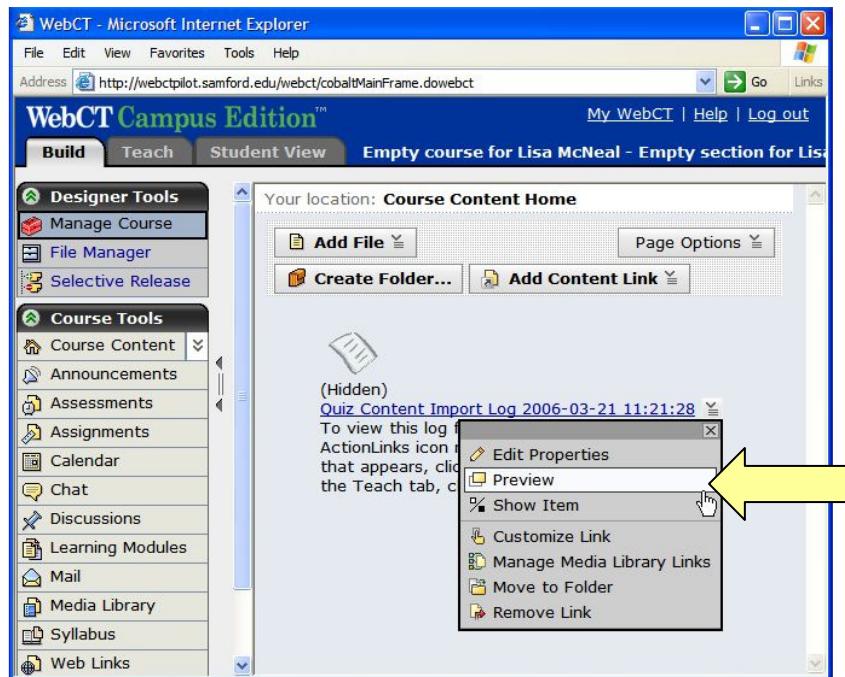 WebCT - Microsoft Internet Explorer
File Edit View Favorites Tools Help
Address http://webctpilot.samford.edu/webct/cobaltMainFrame.dowebct Go Links
WebCT Campus Edition™ My WebCT | Help | Log out
Build Teach Student View Empty course for Lisa McNeal - Empty section for Lisa
Designer Tools
Manage Course
File Manager
Selective Release
Course Tools
Course Content
Announcements
Assessments
Assignments
Calendar
Chat
Discussions
Learning Modules
Mail
Media Library
Syllabus
Web Links
Your location: Course Content Home
Add File Page Options
Create Folder... Add Content Link
(Hidden)
Quiz Content Import Log 2006-03-21 11:21:28
To view this log f
ActionLinks icon
that appears, clic
the Teach tab, c
Edit Properties
Preview
Show Item
Customize Link
Manage Media Library Links
Move to Folder
Remove Link